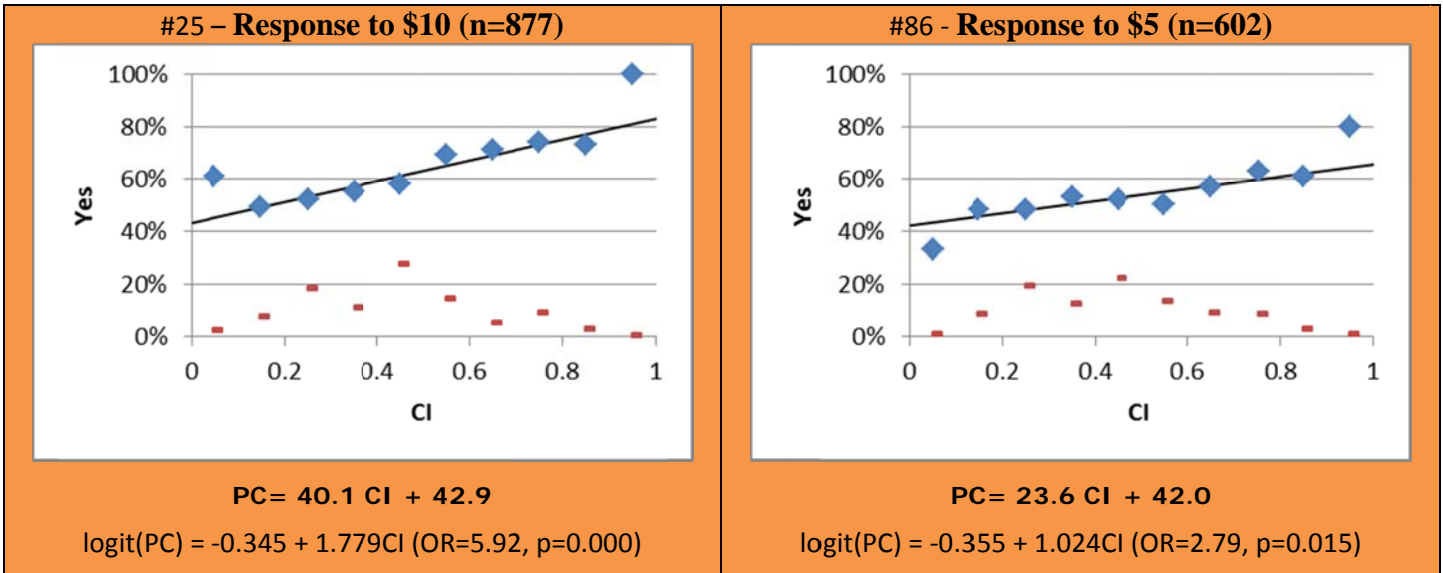 #25 – Response to $10 (n=877)
100%
80%
60%
40%
20%
0%
Yes
0 0.2 0.4 0.6 0.8 1
CI
PC= 40.1 CI + 42.9
logit(PC) = -0.345 + 1.779CI (OR=5.92, p=0.000)
#86 - Response to $5 (n=602)
100%
80%
60%
40%
20%
0%
Yes
0 0.2 0.4 0.6 0.8 1
CI
PC= 23.6 CI + 42.0
logit(PC) = -0.355 + 1.024CI (OR=2.79, p=0.015)